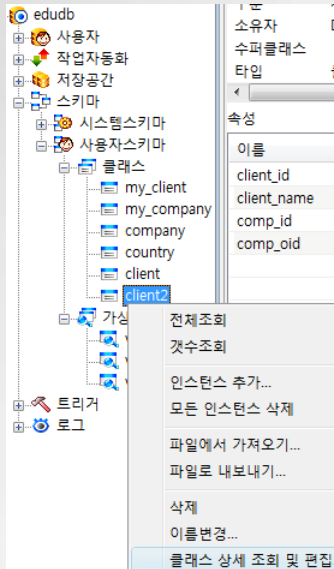 edudb
사용자
작업자동화
저장공간
스키마
시스템스키마
사용자스키마
클래스
my_client
my_company
company
country
client
client2
트리거
로그
소유자
수퍼클래스
타입
속성
이름
client_id
client_name
comp_id
comp_oid
전체조회
갯수조회
인스턴스 추가...
모든 인스턴스 삭제
파일에서 가져오기...
파일로 내보내기...
삭제
이름변경...
클래스 상세 조회 및 편집